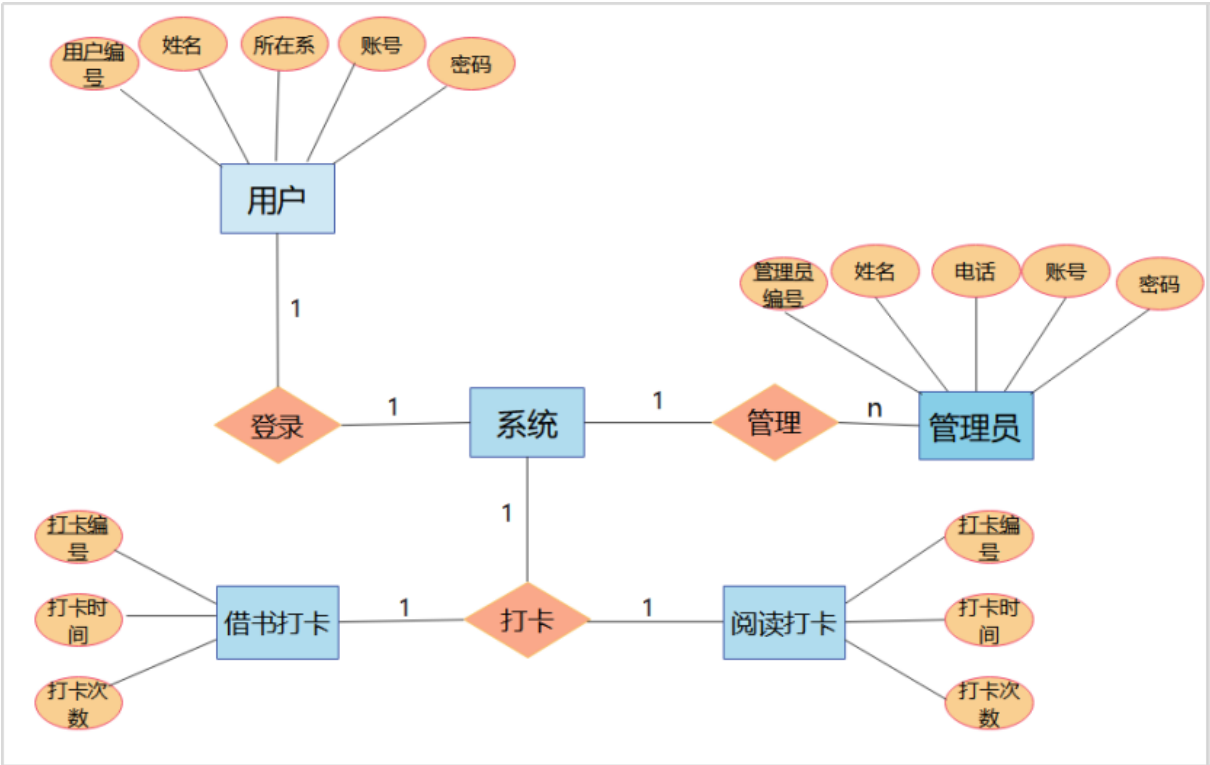 用户编
号
姓名
所在系
账号
密码
用户
1
管理员
编号
姓名
电话
账号
密码
登录
1
系统
1
管理
n
管理员
1
打卡编
号
打卡时
间
打卡次
数
借书打卡
1
打卡
1
阅读打卡
打卡编
号
打卡时
间
打卡次
数